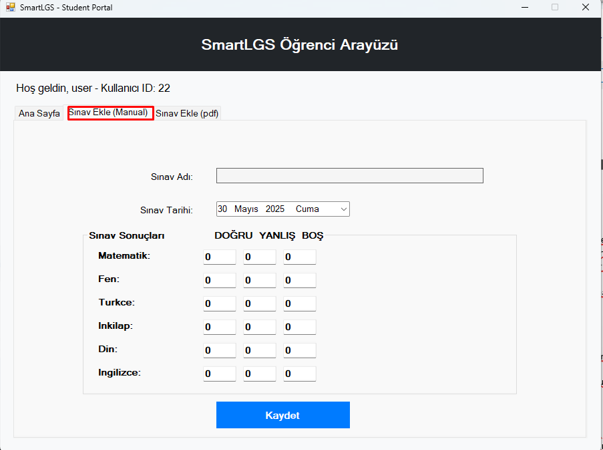 SmartLGS - Student Portal
SmartLGS Öğrenci Arayüzü
Hoş geldin, user - Kullanıcı ID: 22
Ana Sayfa Sınav Ekle (Manual) Sınav Ekle (pdf)
Sınav Adı:
Sınav Tarihi: 30 Mayıs 2025 Cuma
Sınav Sonuçları DOĞRU YANLIŞ BOŞ
Matematik: 0 0 0
Fen: 0 0 0
Turkce: 0 0 0
Inkilap: 0 0 0
Din: 0 0 0
Ingilizce: 0 0 0
Kaydet